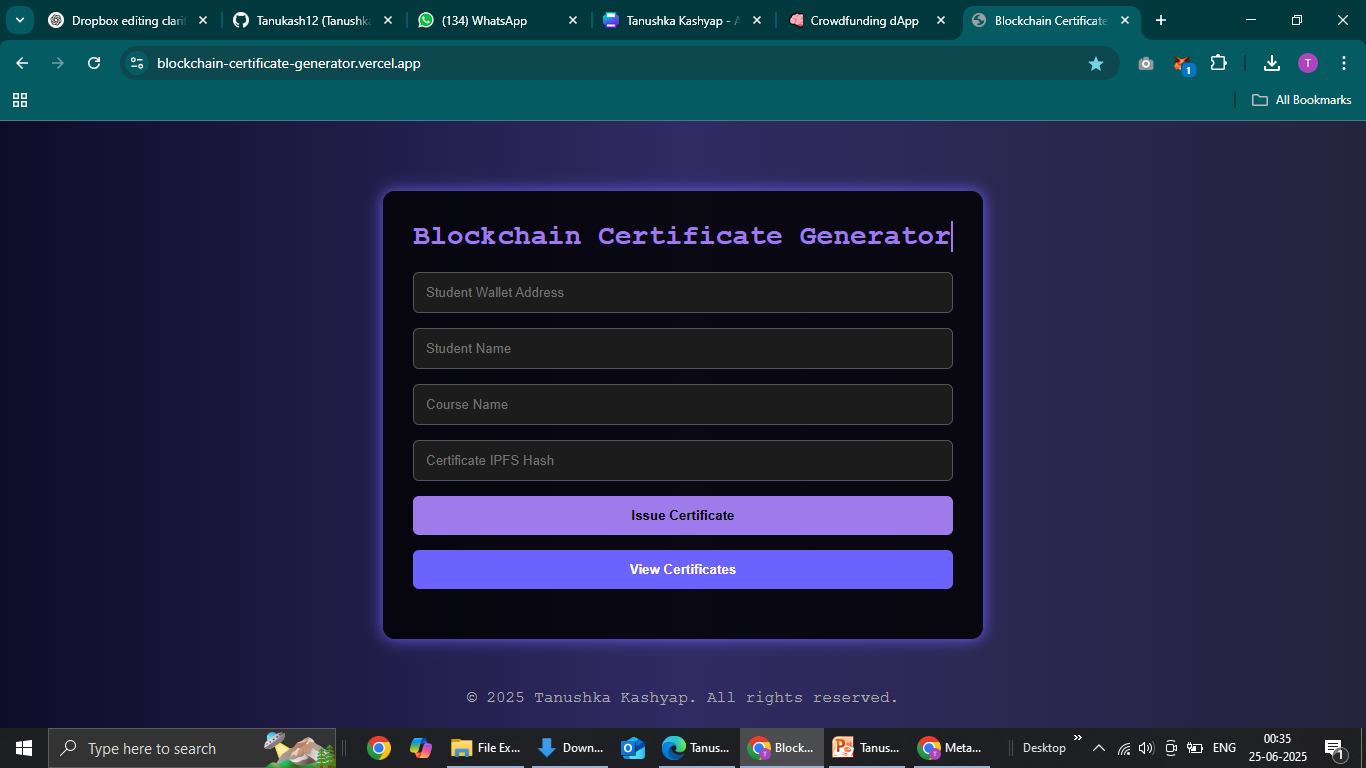 Dropbox editing clari
Tanukash12 (Tanushka
(134) WhatsApp
Tanushka Kashyap - A
Crowdfunding dApp
Blockchain Certificate
blockchain-certificate-generator.vercel.app
1
T
All Bookmarks
Blockchain Certificate Generator
Student Wallet Address
Student Name
Course Name
Certificate IPFS Hash
Issue Certificate
View Certificates
© 2025 Tanushka Kashyap. All rights reserved.
Type here to search
File Ex...
Down...
Tanus...
Block...
Tanus...
Meta...
Desktop
ENG
00:35
25-06-2025
1